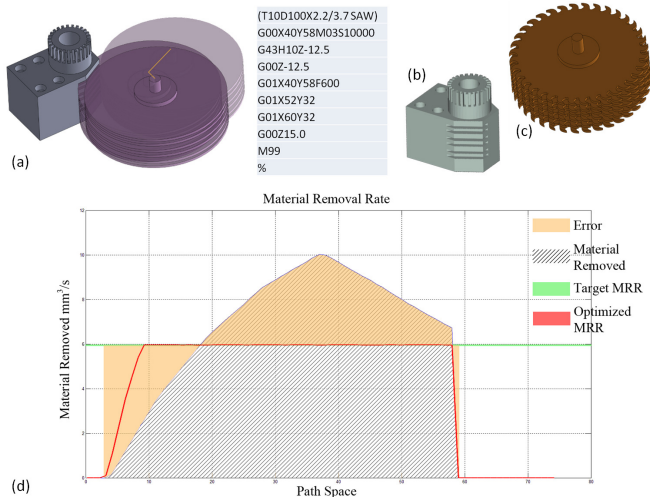 (T10D100X2.2/3.7 SAW)
G00X40Y58M03S10000
G43H10Z-12.5
G00Z-12.5
G01X40Y58F600
G01X52Y32
G01X60Y32
G00Z15.0
M99
%
(a)
(b)
(c)
Material Removal Rate
Error
Material
Removed
Target MRR
Optimized
MRR
Material Removed mm³/s
10
8
6
4
2
0
0 10 20 30 40 50 60 70 80
Path Space
(d)